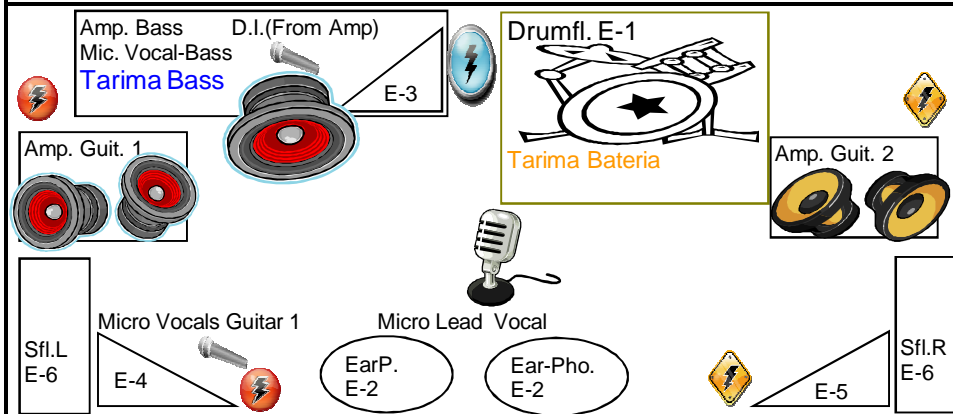 Amp. Bass D.I.(From Amp)
Mic. Vocal-Bass
Tarima Bass
E-3
Drumfl. E-1
Tarima Bateria
Amp. Guit. 1
Amp. Guit. 2
Micro Vocals Guitar 1
Micro Lead Vocal
Sfl.L
E-6
E-4
EarP.
E-2
Ear-Pho.
E-2
E-5
Sfl.R
E-6